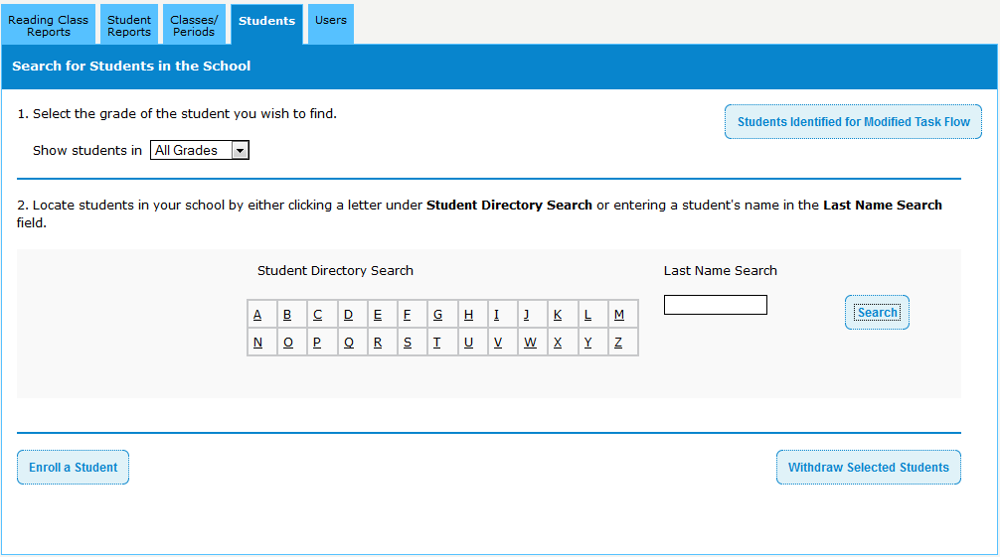 Reading Class Reports
Student Reports
Classes/ Periods
Students
Users
Search for Students in the School
1. Select the grade of the student you wish to find.
Students Identified for Modified Task Flow
Show students in All Grades
2. Locate students in your school by either clicking a letter under Student Directory Search or entering a student's name in the Last Name Search
field.
Student Directory Search
Last Name Search
A B C D E F G H I J K L M
N O P Q R S T U V W X Y Z
Search
Enroll a Student
Withdraw Selected Students